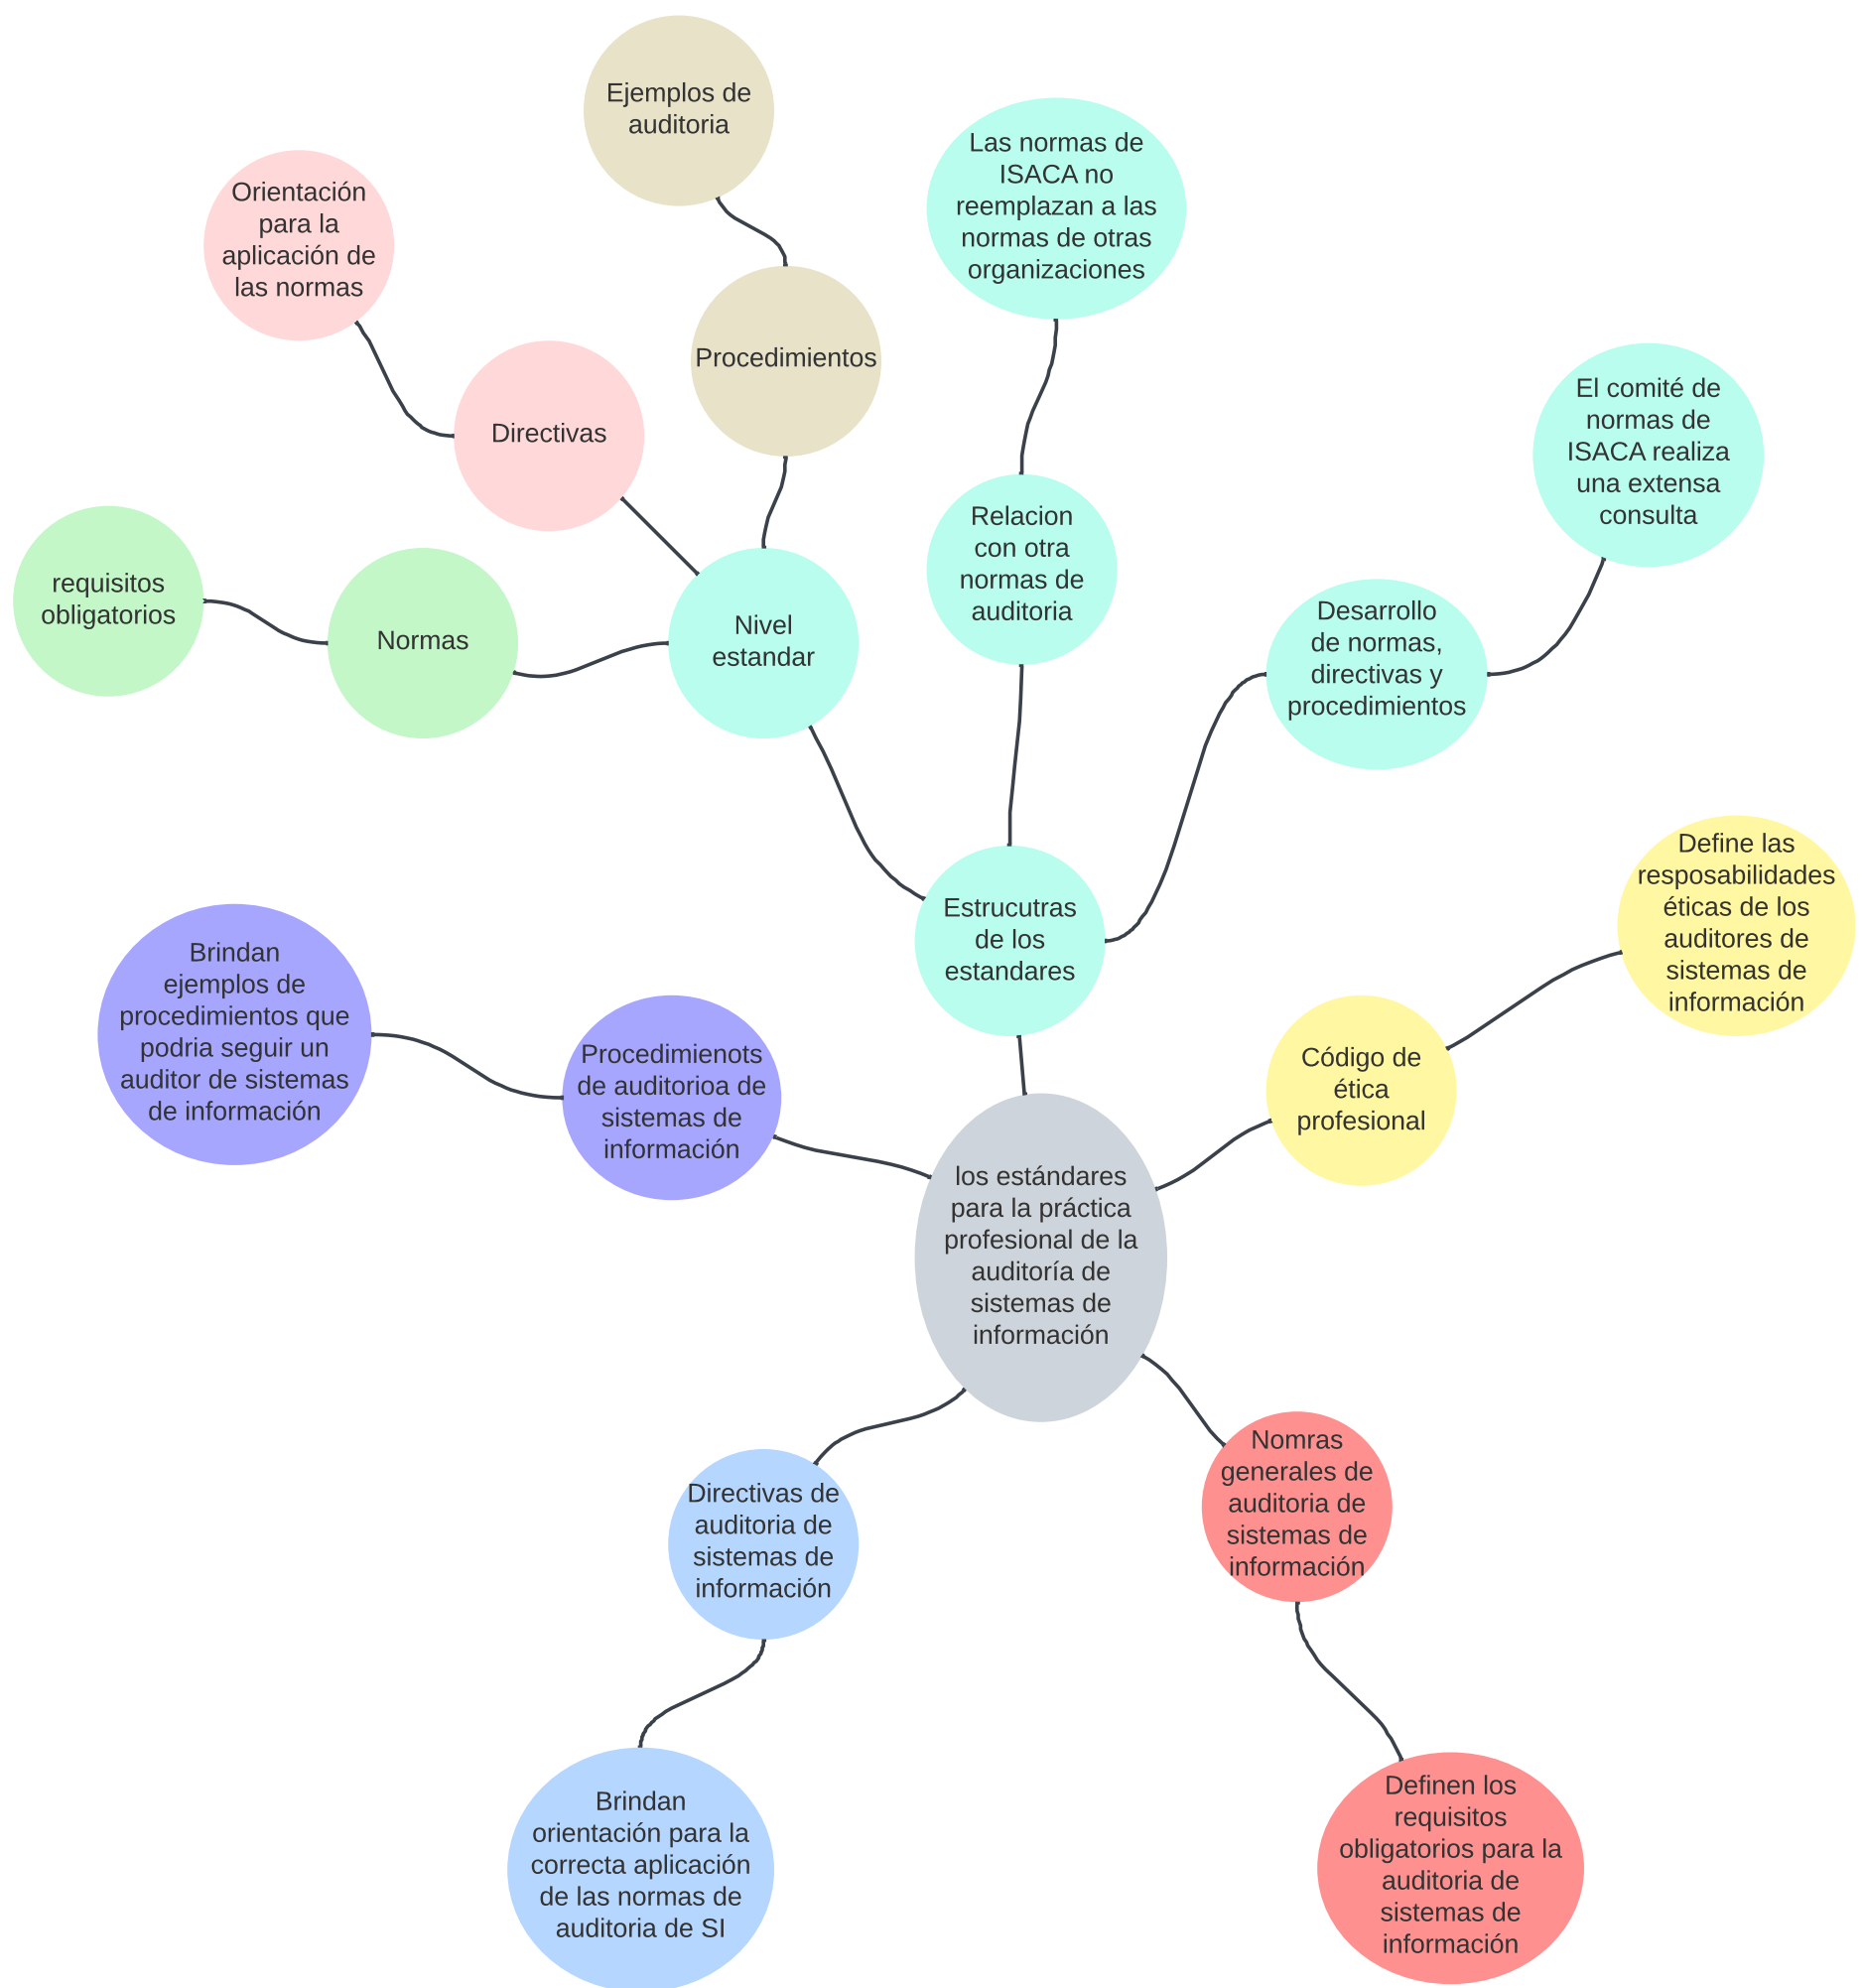 Ejemplos de
auditoria
Las normas de
ISACA no
reemplazan a las
normas de otras
organizaciones
Orientación
para la
aplicación de
las normas
Procedimientos
El comité de
normas de
ISACA realiza
una extensa
consulta
Directivas
Relacion
con otra
normas de
auditoria
requisitos
obligatorios
Normas
Nivel
estandar
Desarrollo
de normas,
directivas y
procedimientos
Define las
resposabilidades
éticas de los
auditores de
sistemas de
información
Estrucutras
de los
estandares
Brindan
ejemplos de
procedimientos que
podria seguir un
auditor de sistemas
de información
Procedimienots
de auditorioa de
sistemas de
información
Código de
ética
profesional
los estándares
para la práctica
profesional de la
auditoría de
sistemas de
información
Directivas de
auditoria de
sistemas de
información
Nomras
generales de
auditoria de
sistemas de
información
Brindan
orientación para la
correcta aplicación
de las normas de
auditoria de SI
Definen los
requisitos
obligatorios para la
auditoria de
sistemas de
información